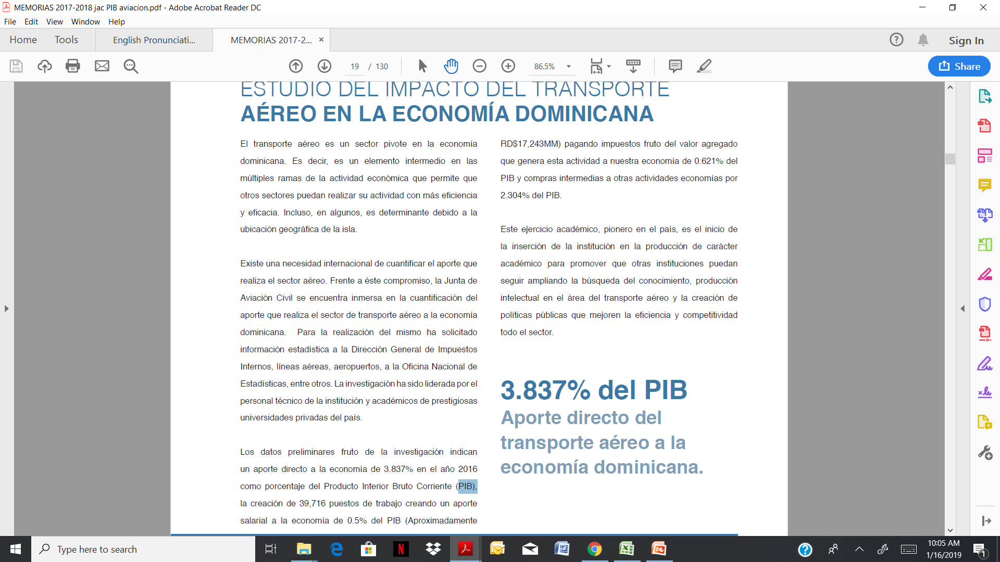 MEMORIAS 2017-2018 jac PIB aviacion.pdf - Adobe Acrobat Reader DC
File Edit View Window Help
Home Tools English Pronunciati... MEMORIAS 2017-2... × Sign In
19 / 130 86.5% Share
ESTUDIO DEL IMPACTO DEL TRANSPORTE
AÉREO EN LA ECONOMÍA DOMINICANA
El transporte aéreo es un sector pivote en la economía
dominicana. Es decir, es un elemento intermedio en las
múltiples ramas de la actividad económica que permite que
otros sectores puedan realizar su actividad con más eficiencia
y eficacia. Incluso, en algunos, es determinante debido a la
ubicación geográfica de la isla.
Existe una necesidad internacional de cuantificar el aporte que
realiza el sector aéreo. Frente a éste compromiso, la Junta de
Aviación Civil se encuentra inmersa en la cuantificación del
aporte que realiza el sector de transporte aéreo a la economía
dominicana. Para la realización del mismo ha solicitado
información estadística a la Dirección General de Impuestos
Internos, líneas aéreas, aeropuertos, a la Oficina Nacional de
Estadísticas, entre otros. La investigación ha sido liderada por el
personal técnico de la institución y académicos de prestigiosas
universidades privadas del país.
Los datos preliminares fruto de la investigación indican
un aporte directo a la economía de 3.837% en el año 2016
como porcentaje del Producto Interior Bruto Corriente (PIB),
la creación de 39,716 puestos de trabajo creando un aporte
salarial a la economía de 0.5% del PIB (Aproximadamente
RD$17,243MM) pagando impuestos fruto del valor agregado
que genera esta actividad a nuestra economía de 0.621% del
PIB y compras intermedias a otras actividades economías por
2.304% del PIB.
Este ejercicio académico, pionero en el país, es el inicio de
la inserción de la institución en la producción de carácter
académico para promover que otras instituciones puedan
seguir ampliando la búsqueda del conocimiento, producción
intelectual en el área del transporte aéreo y la creación de
políticas públicas que mejoren la eficiencia y competitividad
todo el sector.
3.837% del PIB
Aporte directo del
transporte aéreo a la
economía dominicana.
Type here to search
10:05 AM
1/16/2019
1